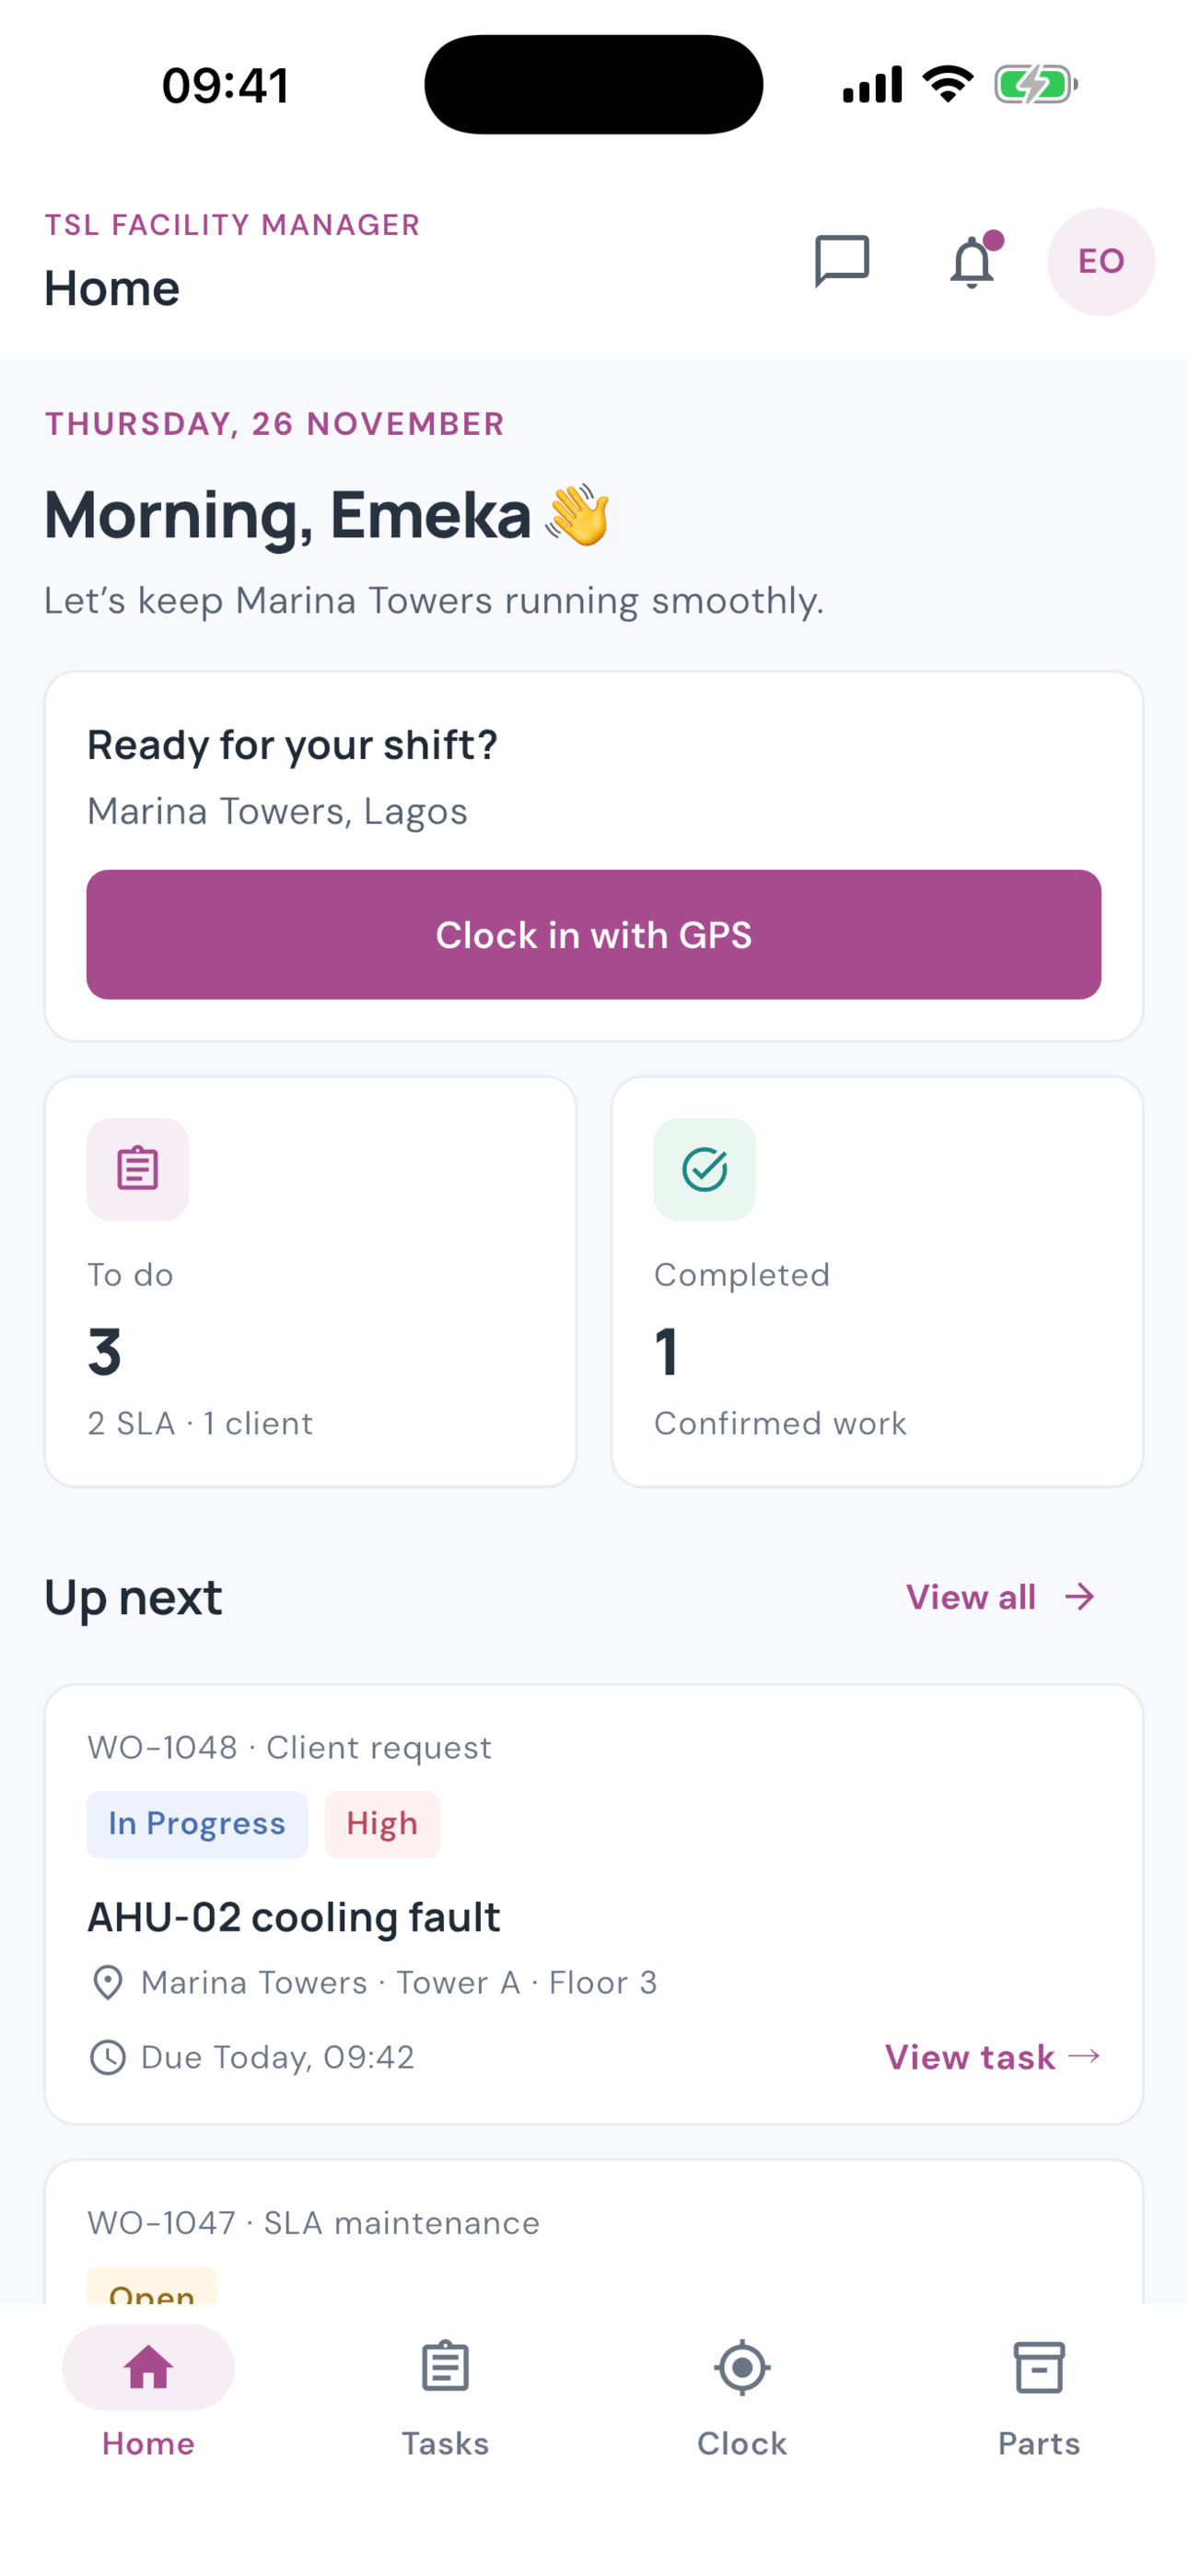 09:41
TSL FACILITY MANAGER
Home
EO
THURSDAY, 26 NOVEMBER
Morning, Emeka 👋
Let’s keep Marina Towers running smoothly.
Ready for your shift?
Marina Towers, Lagos
Clock in with GPS
To do
3
2 SLA · 1 client
Completed
1
Confirmed work
Up next
View all →
WO-1048 · Client request
In Progress
High
AHU-02 cooling fault
Marina Towers · Tower A · Floor 3
Due Today, 09:42
View task →
WO-1047 · SLA maintenance
Open
Home
Tasks
Clock
Parts